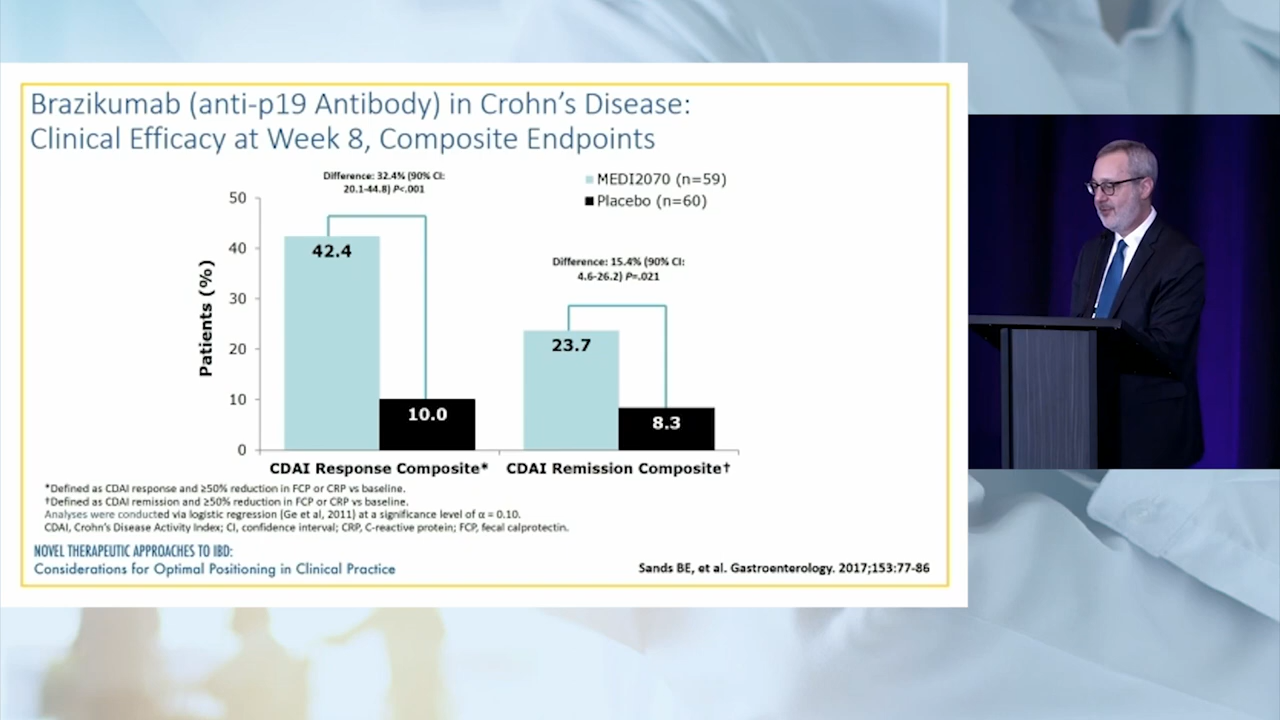 Brazikumab (anti-p19 Antibody) in Crohn's Disease:
Clinical Efficacy at Week 8, Composite Endpoints
Difference: 32.4% (90% CI:
20.1-44.8) P<.001
MEDI2070 (n=59)
Placebo (n=60)
Difference: 15.4% (90% CI:
4.6-26.2) P=.021
Patients (%)
50
40
30
20
10
0
42.4
10.0
23.7
8.3
CDAI Response Composite*
CDAI Remission Composite†
*Defined as CDAI response and ≥50% reduction in FCP or CRP vs baseline.
†Defined as CDAI remission and ≥50% reduction in FCP or CRP vs baseline.
Analyses were conducted via logistic regression (Ge et al, 2011) at a significance level of α = 0.10.
CDAI, Crohn's Disease Activity Index; CI, confidence interval; CRP, C-reactive protein; FCP, fecal calprotectin.
NOVEL THERAPEUTIC APPROACHES TO IBD:
Considerations for Optimal Positioning in Clinical Practice
Sands BE, et al. Gastroenterology. 2017;153:77-86